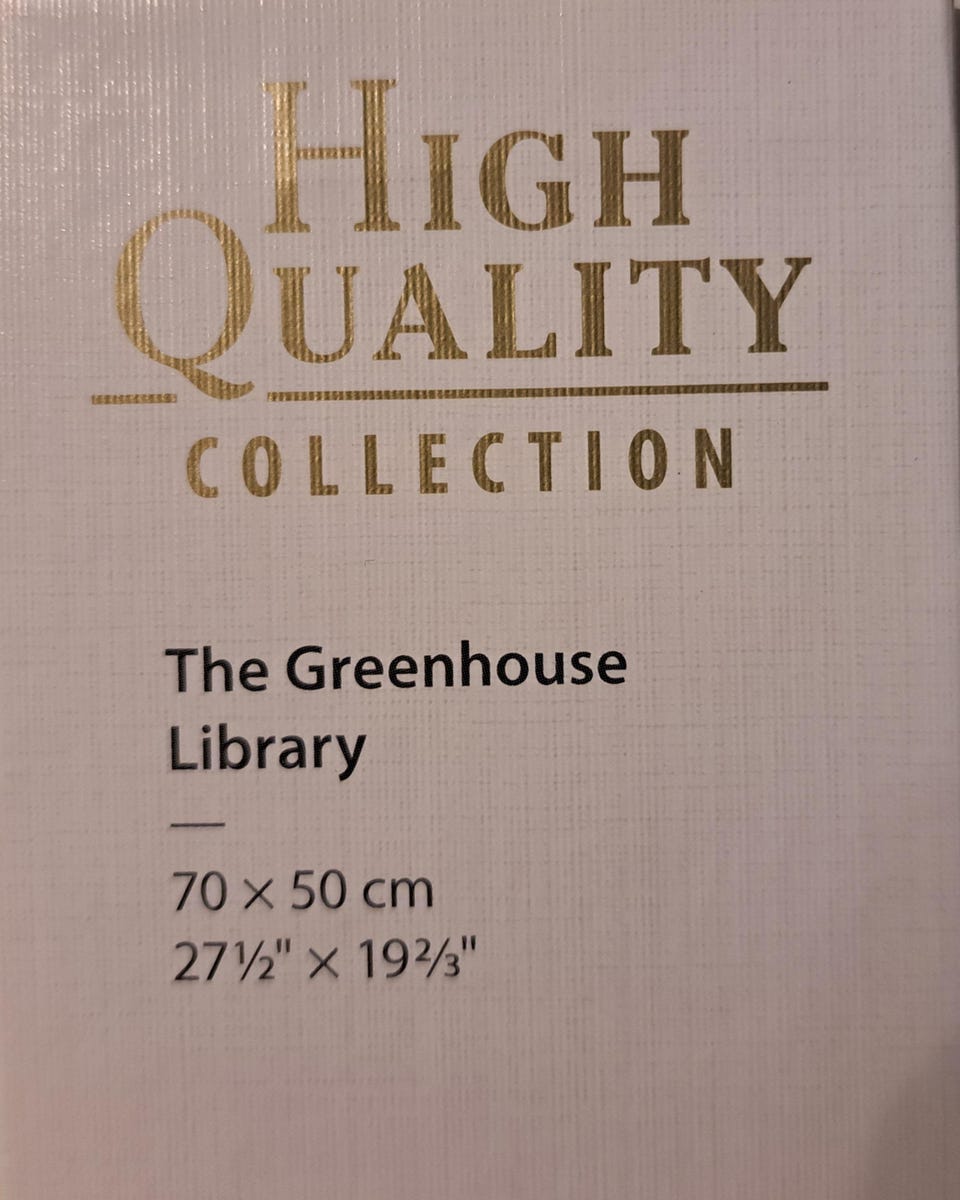 HIGH
QUALITY
COLLECTION
The Greenhouse
Library
—
70 × 50 cm
27½" × 19⅔"